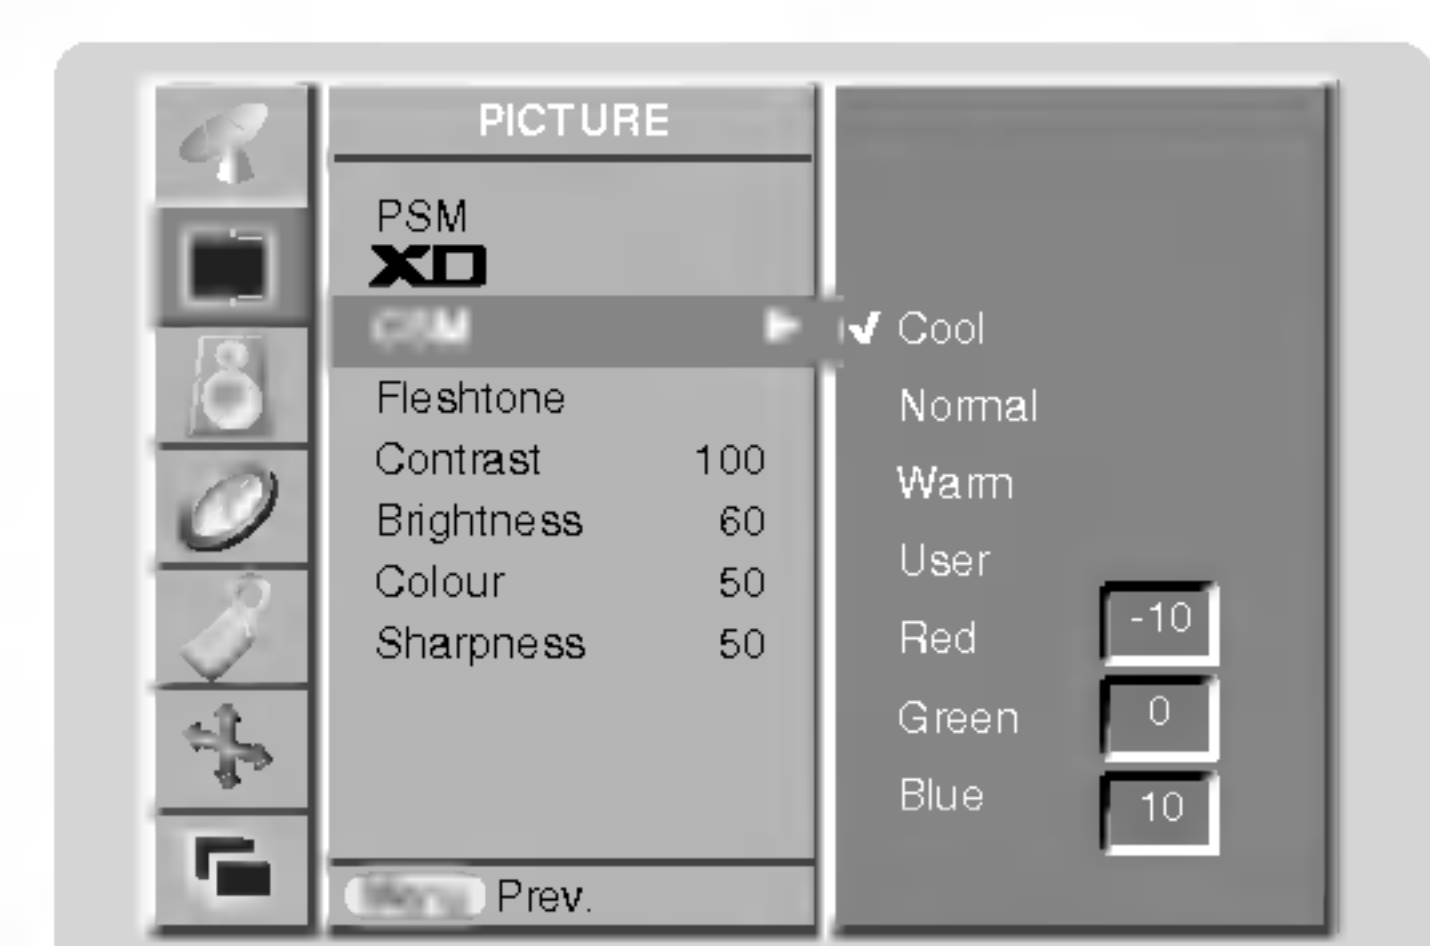 PICTURE
PSM
XD
Fleshtone
Contrast 100
Brightness 60
Colour 50
Sharpness 50
Prev.
Cool
Normal
Warm
User
Red -10
Green 0
Blue 10